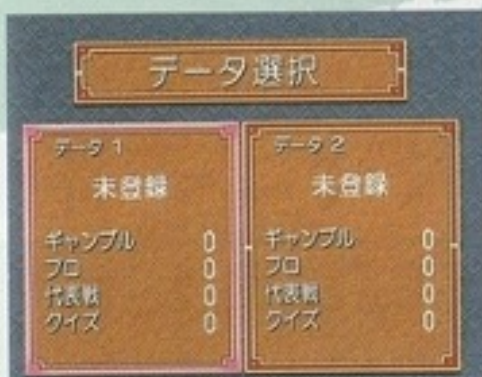 データ選択
データ 1
未登録
ギャンブル 0
プロ 0
代表戦 0
クイズ 0
データ 2
未登録
ギャンブル 0
プロ 0
代表戦 0
クイズ 0